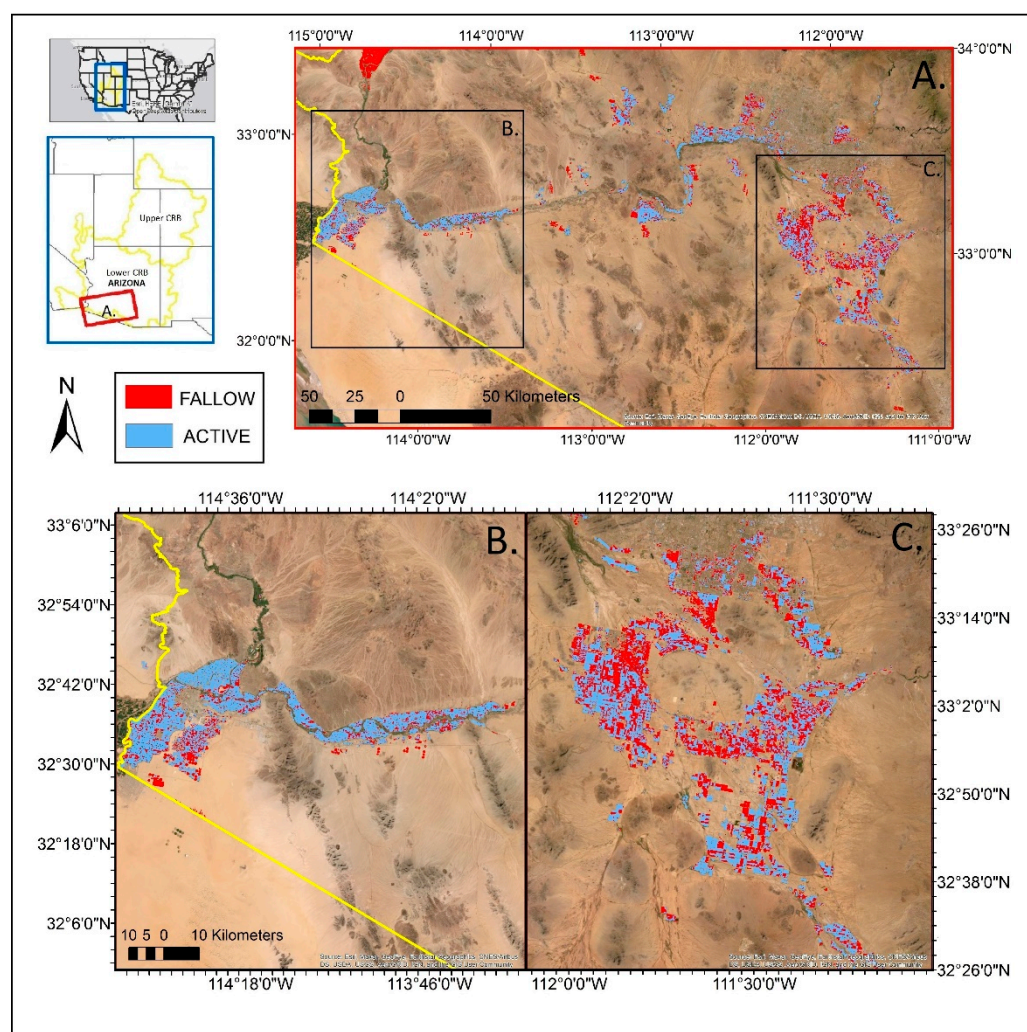 115°0'0"W 114°0'0"W 113°0'0"W 112°0'0"W
34°0'0"N
A.
33°0'0"N
B.
C.
Upper CRB
Lower CRB
ARIZONA
A.
33°0'0"N
32°0'0"N
N
FALLOW
ACTIVE
50 25 0 50 Kilometers
114°0'0"W 113°0'0"W 112°0'0"W 111°0'0"W
114°36'0"W 114°2'0"W 112°20'0"W 111°30'0"W
33°6'0"N
B.
C.
33°26'0"N
32°54'0"N
33°14'0"N
32°42'0"N
33°2'0"N
32°30'0"N
32°50'0"N
32°18'0"N
32°38'0"N
32°6'0"N
10 5 0 10 Kilometers
32°26'0"N
114°18'0"W 113°46'0"W 112°0'0"W 111°30'0"W